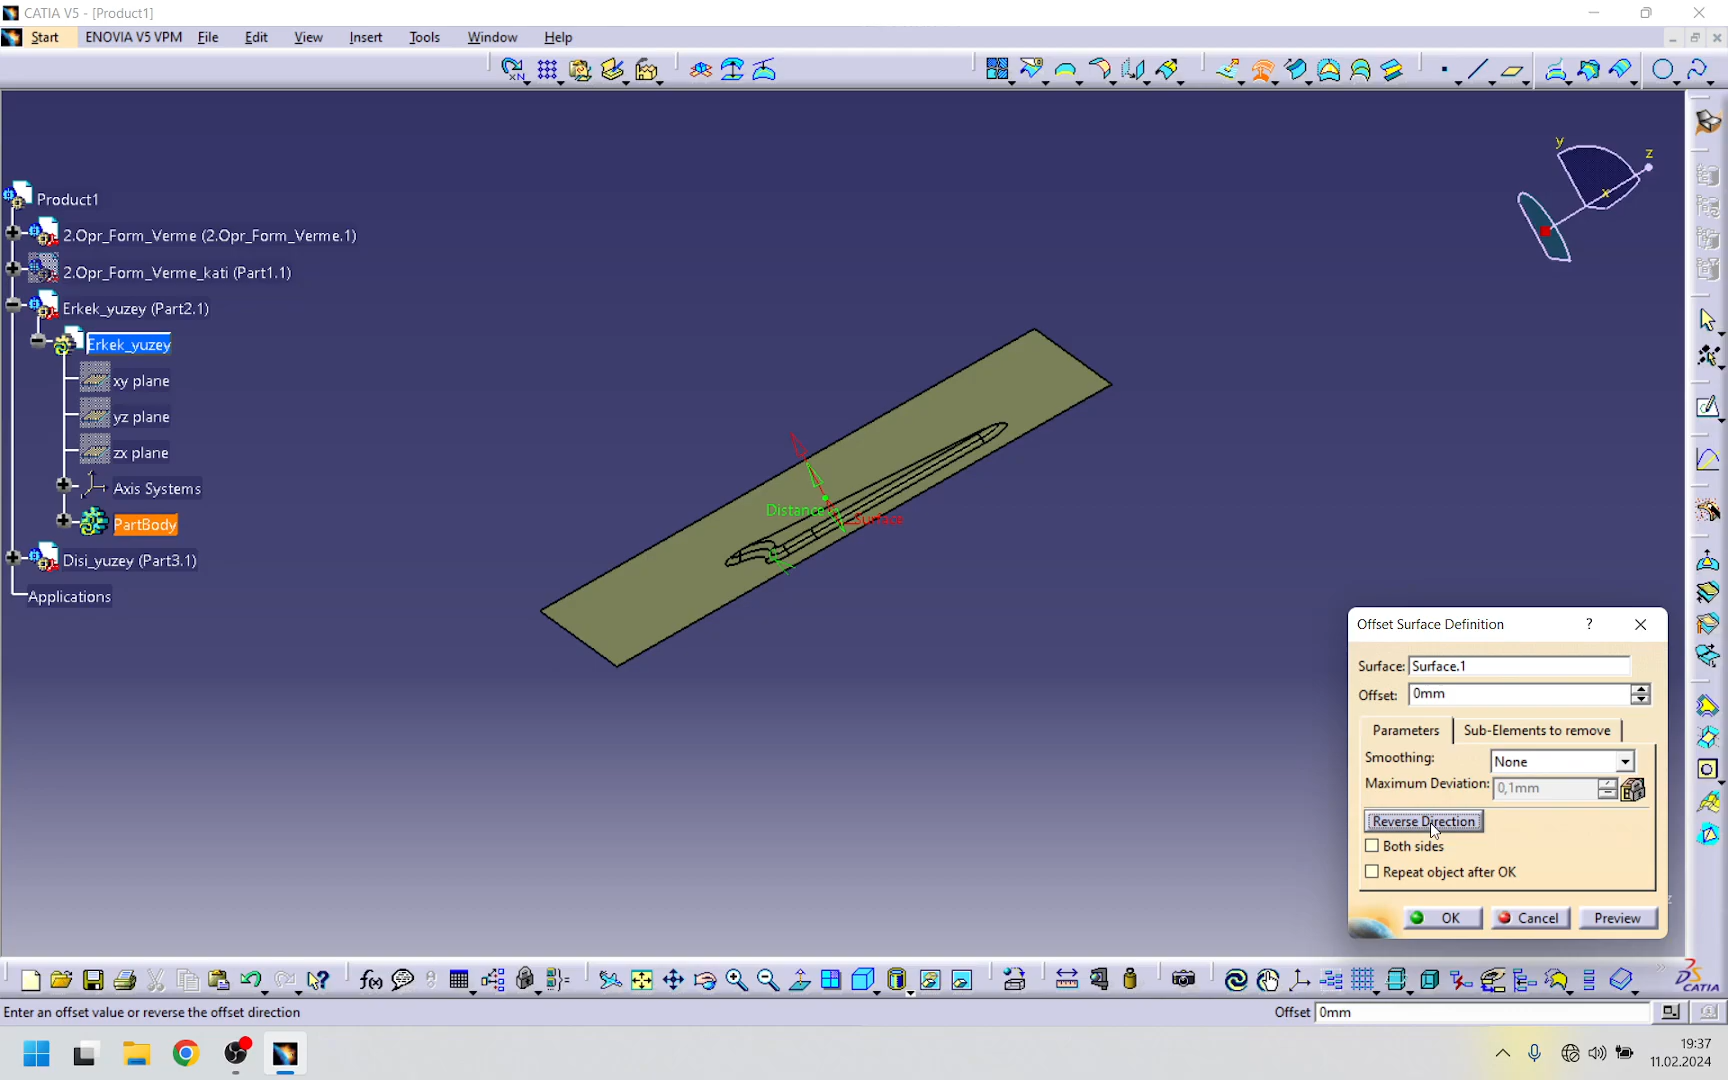 CATIA V5 - [Product1]
Start ENOVIA V5 VPM File Edit View Insert Tools Window Help
y
z
x
Product1
2.Opr_Form_Verme (2.Opr_Form_Verme.1)
2.Opr_Form_Verme_kati (Part1.1)
Erkek_yuzey (Part2.1)
Erkek_yuzey
xy plane
yz plane
zx plane
Axis Systems
PartBody
Disi_yuzey (Part3.1)
Applications
Distance
Surface
Offset Surface Definition ?
Surface: Surface.1
Offset: 0mm
Parameters Sub-Elements to remove
Smoothing: None
Maximum Deviation: 0,1mm
Reverse Direction
Both sides
Repeat object after OK
OK Cancel Preview
f(x)
CATIA
Enter an offset value or reverse the offset direction
Offset 0mm
19:37
11.02.2024